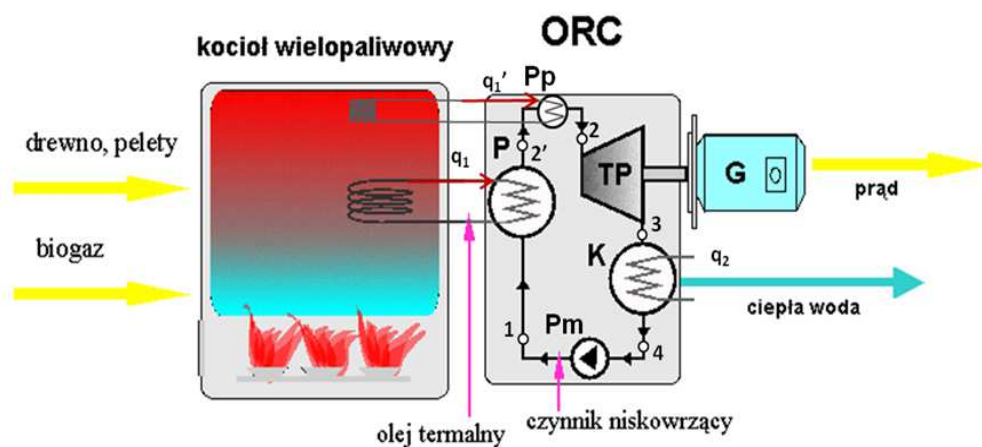 ORC
kocioł wielopaliwowy
q₁’
Pp
drewno, pelety
P
2’
2
q₁
TP
G
prąd
biogaz
3
K
q₂
ciepła woda
1
Pm
4
olej termalny
czynnik niskowrzący